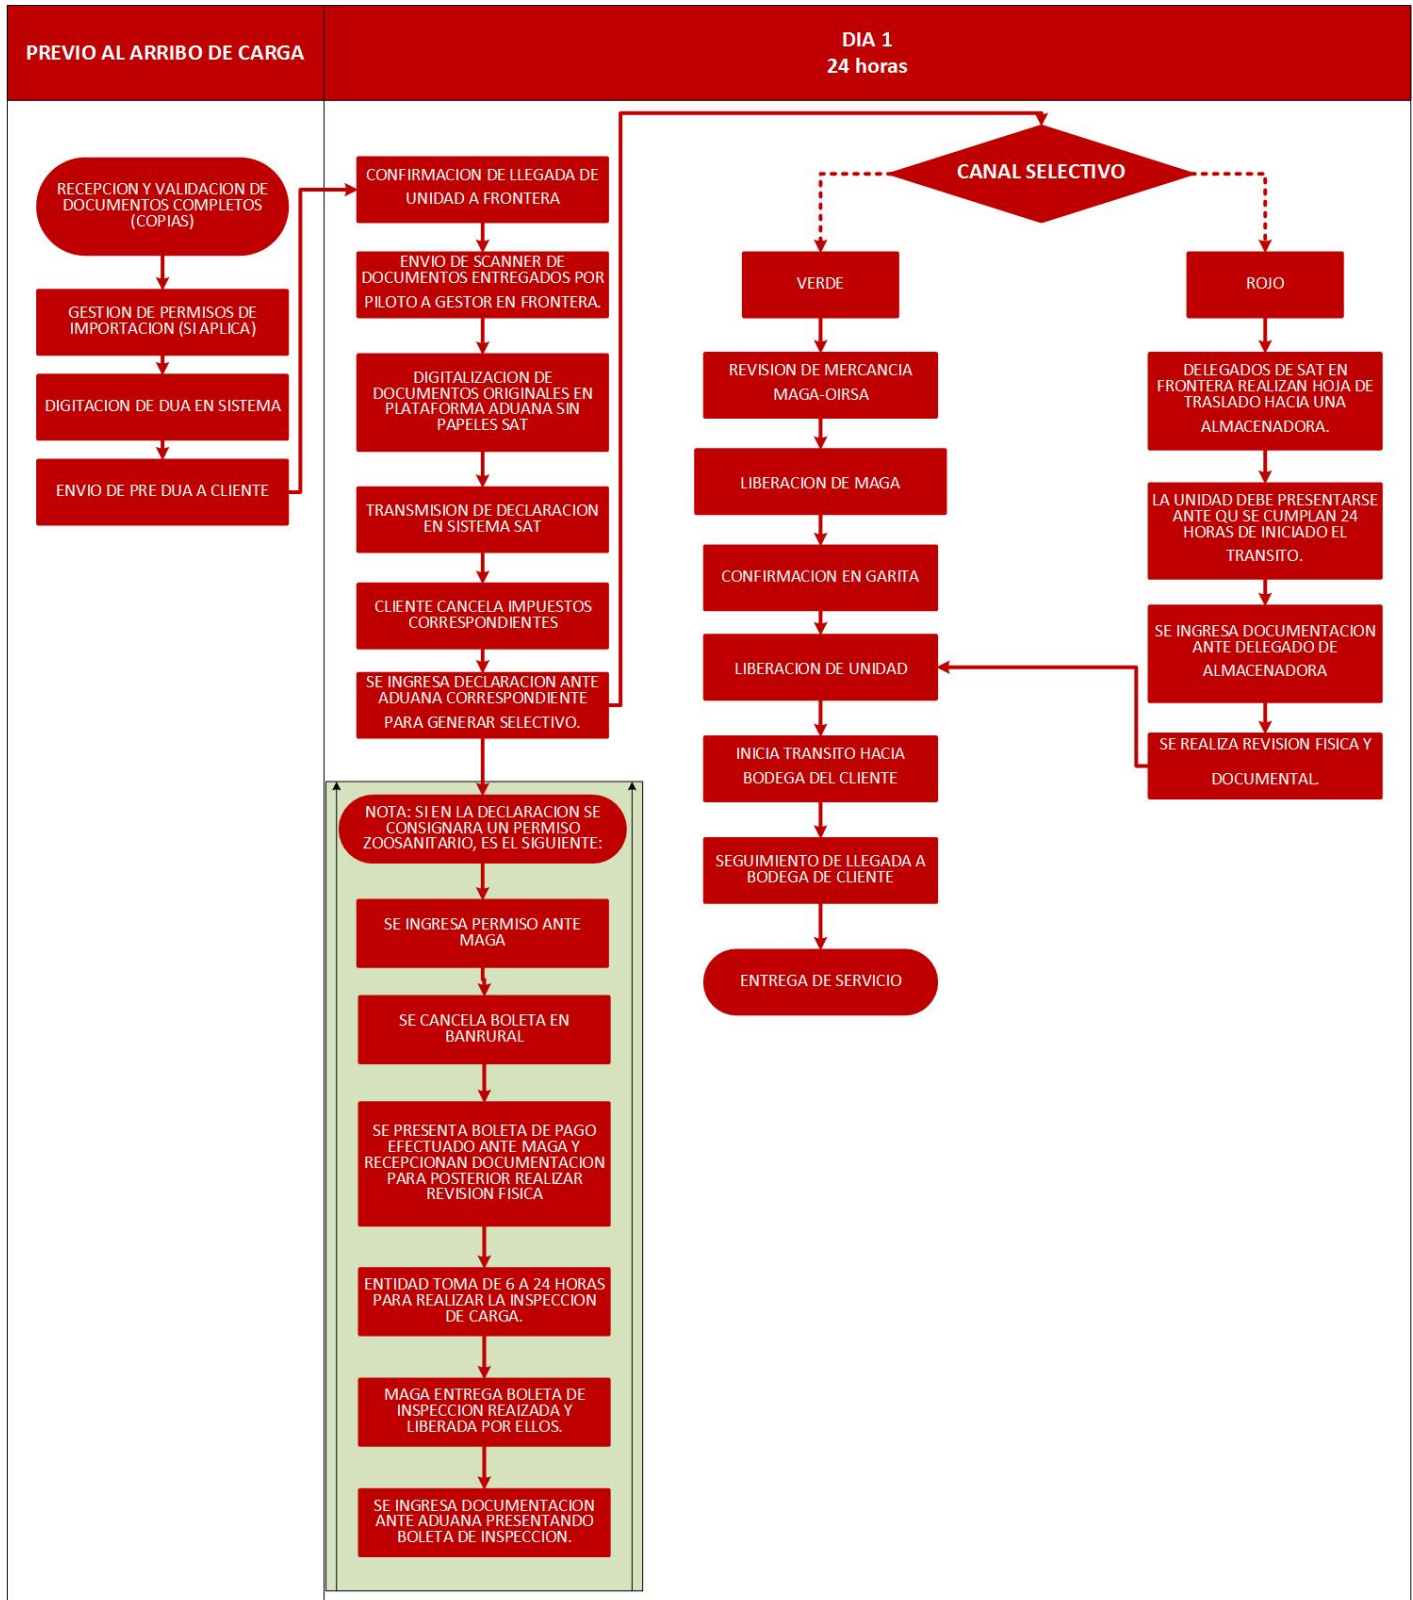 PREVIO AL ARRIBO DE CARGA
DIA 1
24 horas
RECEPCION Y VALIDACION DE
DOCUMENTOS COMPLETOS
(COPIAS)
GESTION DE PERMISOS DE
IMPORTACION (SI APLICA)
DIGITACION DE DUA EN SISTEMA
ENVIO DE PRE DUA A CLIENTE
CONFIRMACION DE LLEGADA DE
UNIDAD A FRONTERA
ENVIO DE SCANNER DE
DOCUMENTOS ENTREGADOS POR
PILOTO A GESTOR EN FRONTERA.
DIGITALIZACION DE
DOCUMENTOS ORIGINALES EN
PLATAFORMA ADUANA SIN
PAPELES SAT
TRANSMISION DE DECLARACION
EN SISTEMA SAT
CLIENTE CANCELA IMPUESTOS
CORRESPONDIENTES
SE INGRESA DECLARACION ANTE
ADUANA CORRESPONDIENTE
PARA GENERAR SELECTIVO.
NOTA: SI EN LA DECLARACION SE
CONSIGNARA UN PERMISO
ZOOSANITARIO, ES EL SIGUIENTE:
SE INGRESA PERMISO ANTE
MAGA
SE CANCELA BOLETA EN
BANRURAL
SE PRESENTA BOLETA DE PAGO
EFECTUADO ANTE MAGA Y
RECEPCIONAN DOCUMENTACION
PARA POSTERIOR REALIZAR
REVISION FISICA
ENTIDAD TOMA DE 6 A 24 HORAS
PARA REALIZAR LA INSPECCION
DE CARGA.
MAGA ENTREGA BOLETA DE
INSPECCION REAIZADA Y
LIBERADA POR ELLOS.
SE INGRESA DOCUMENTACION
ANTE ADUANA PRESENTANDO
BOLETA DE INSPECCION.
CANAL SELECTIVO
VERDE
REVISION DE MERCANCIA
MAGA-OIRSA
LIBERACION DE MAGA
CONFIRMACION EN GARITA
LIBERACION DE UNIDAD
INICIA TRANSITO HACIA
BODEGA DEL CLIENTE
SEGUIMIENTO DE LLEGADA A
BODEGA DE CLIENTE
ENTREGA DE SERVICIO
ROJO
DELEGADOS DE SAT EN
FRONTERA REALIZAN HOJA DE
TRASLADO HACIA UNA
ALMACENADORA.
LA UNIDAD DEBE PRESENTARSE
ANTE QU SE CUMPLAN 24
HORAS DE INICIADO EL
TRANSITO.
SE INGRESA DOCUMENTACION
ANTE DELEGADO DE
ALMACENADORA
SE REALIZA REVISION FISICA Y
DOCUMENTAL.